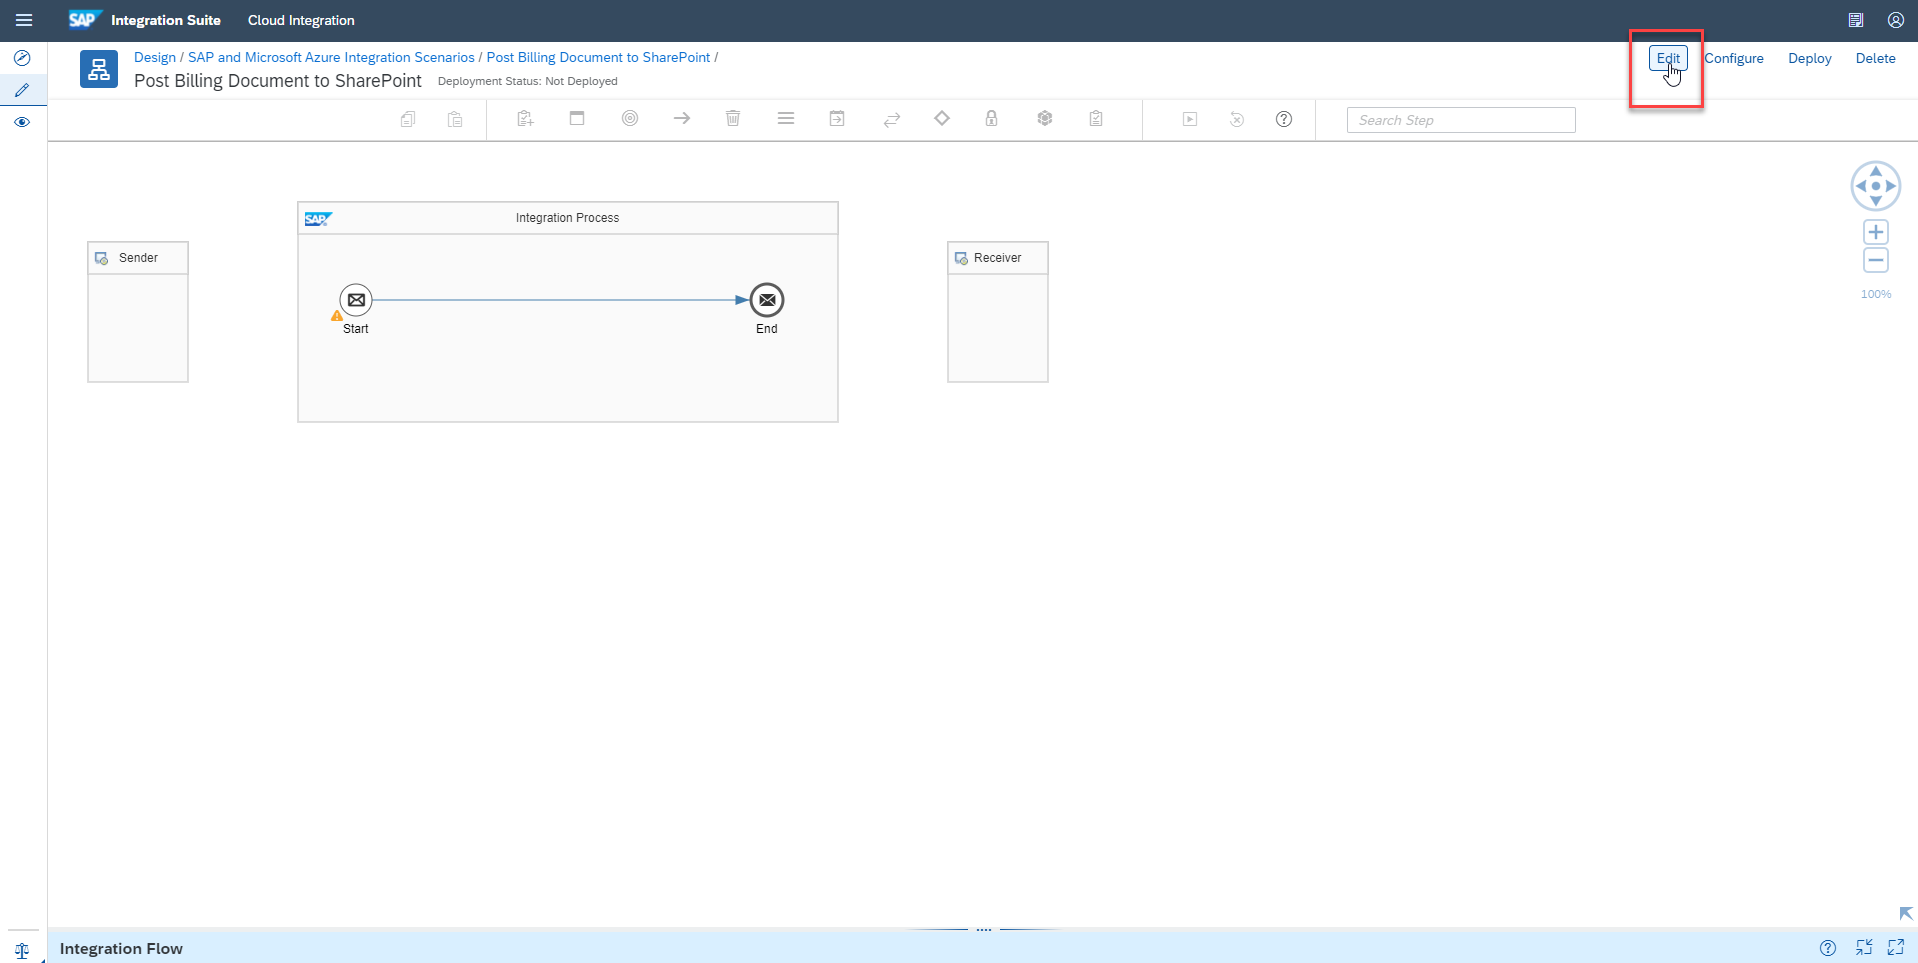 SAP Integration Suite Cloud Integration
Design / SAP and Microsoft Azure Integration Scenarios / Post Billing Document to SharePoint /
Post Billing Document to SharePoint Deployment Status: Not Deployed
Edit Configure Deploy Delete
Search Step
SAP Integration Process
Sender
Receiver
Start
End
100%
Integration Flow